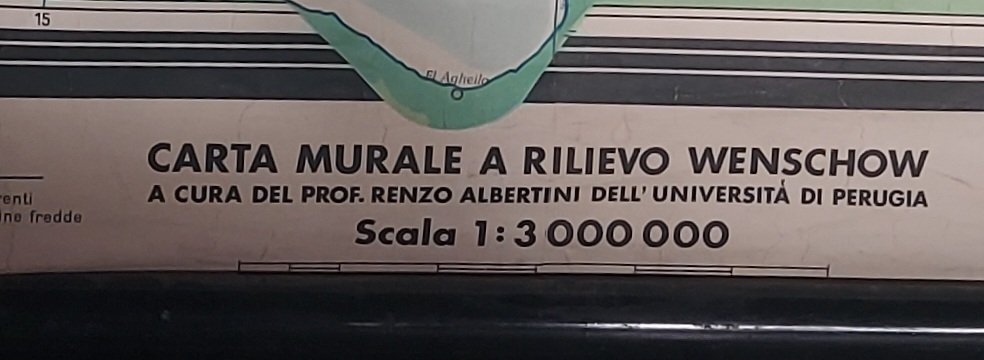 15
El Agheila
CARTA MURALE A RILIEVO WENSCHOW
A CURA DEL PROF. RENZO ALBERTINI DELL' UNIVERSITÀ DI PERUGIA
enti
ine fredde
Scala 1:3 000 000